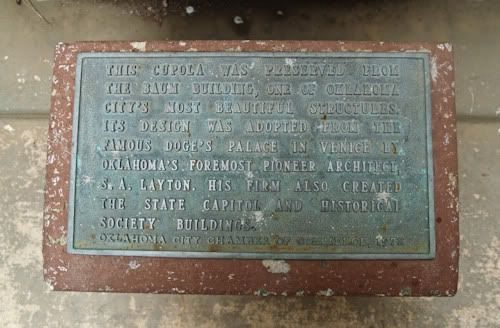 THIS CUPOLA WAS PRESERVED FROM
THE BAUM BUILDING, ONE OF OKLAHOMA
CITY'S MOST BEAUTIFUL STRUCTURES.
ITS DESIGN WAS ADOPTED FROM THE
FAMOUS DOGE'S PALACE IN VENICE BY
OKLAHOMA'S FOREMOST PIONEER ARCHITECT,
S. A. LAYTON. HIS FIRM ALSO CREATED
THE STATE CAPITOL AND HISTORICAL
SOCIETY BUILDINGS.
OKLAHOMA CITY CHAMBER OF COMMERCE,